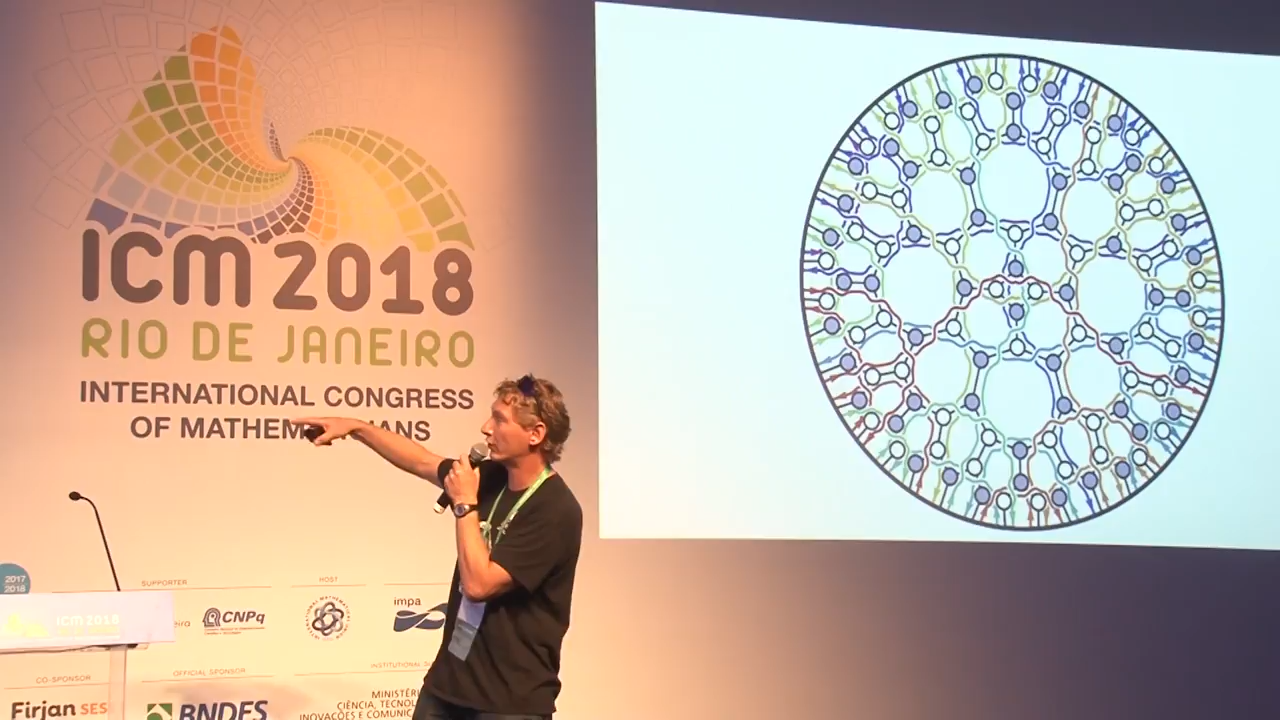 ICM 2018
RIO DE JANEIRO
INTERNATIONAL CONGRESS
OF MATHEM
IANS
2017
2018
ICM 2018
SUPPORTER
HOST
CNPq
impa
CO-SPONSOR
OFFICIAL SPONSOR
INSTITUTIONAL
Firjan SES
BNDES
CIÊNCIA, TECNOL
INOVAÇÕES E COMUNIC